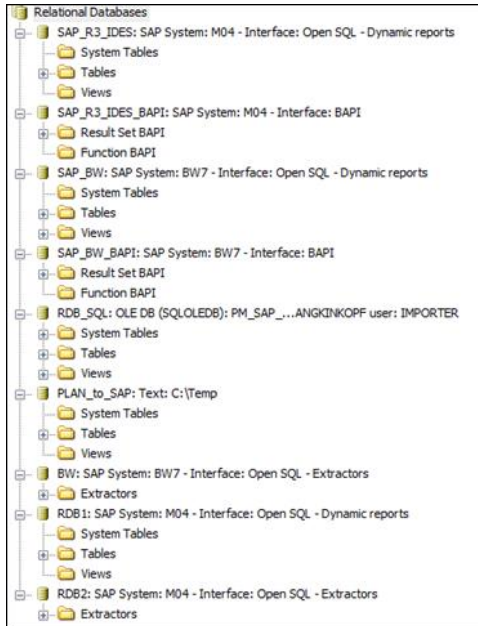 Relational Databases
SAP_R3_IDES: SAP System: M04 - Interface: Open SQL - Dynamic reports
System Tables
Tables
Views
SAP_R3_IDES_BAPI: SAP System: M04 - Interface: BAPI
Result Set BAPI
Function BAPI
SAP_BW: SAP System: BW7 - Interface: Open SQL - Dynamic reports
System Tables
Tables
Views
SAP_BW_BAPI: SAP System: BW7 - Interface: BAPI
Result Set BAPI
Function BAPI
RDB_SQL: OLE DB (SQLOLEDB): PM_SAP_...ANGKINKOPF user: IMPORTER
System Tables
Tables
Views
PLAN_to_SAP: Text: C:\Temp
System Tables
Tables
Views
BW: SAP System: BW7 - Interface: Open SQL - Extractors
Extractors
RDB1: SAP System: M04 - Interface: Open SQL - Dynamic reports
System Tables
Tables
Views
RDB2: SAP System: M04 - Interface: Open SQL - Extractors
Extractors